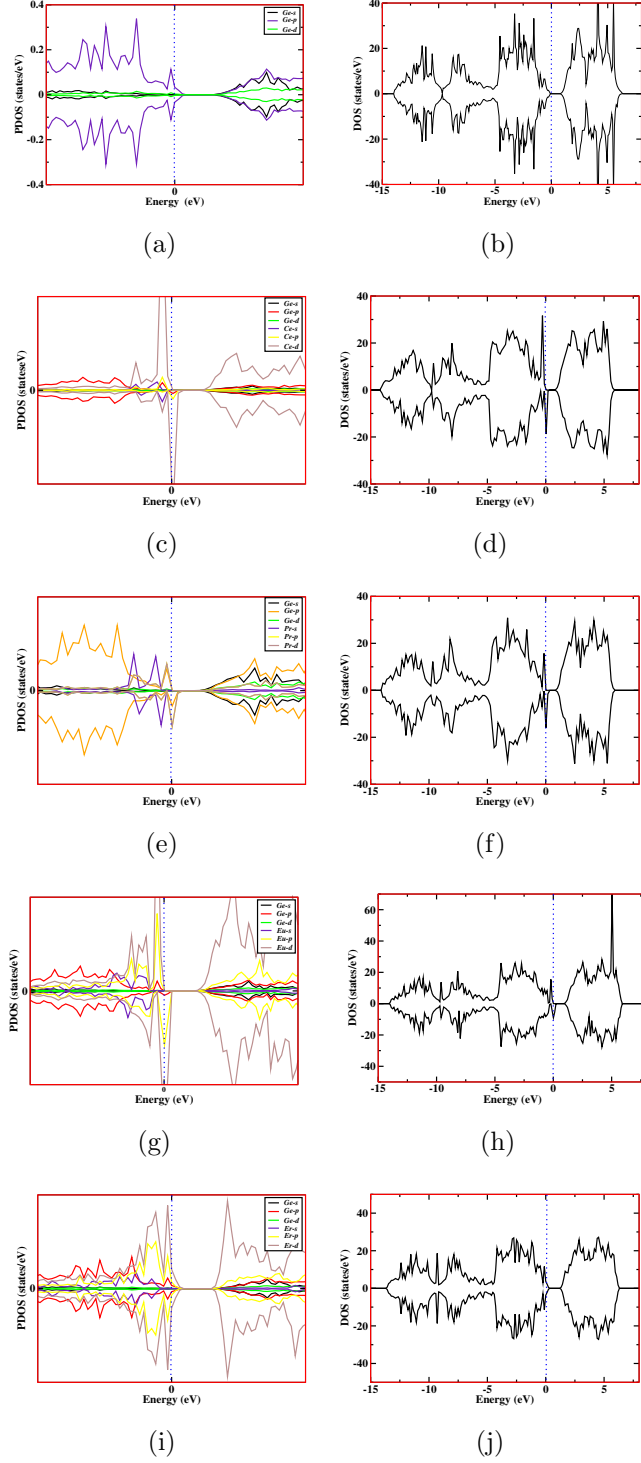 0.4
0.2
0
-0.2
-0.4
PDOS (states/eV)
0
Energy (eV)
Ge-s
Ge-p
Ge-d
(a)
40
20
0
-20
-40
DOS (states/eV)
-15 -10 -5 0 5
Energy (eV)
(b)
PDOS (states/eV)
0
0
Energy (eV)
Ge-s
Ge-p
Ge-d
Ce-s
Ce-p
Ce-d
(c)
40
20
0
-20
-40
DOS (states/eV)
-15 -10 -5 0 5
Energy (eV)
(d)
PDOS (states/eV)
0
0
Energy (eV)
Ge-s
Ge-p
Ge-d
Pr-s
Pr-p
Pr-d
(e)
40
20
0
-20
-40
DOS (state/eV)
-15 -10 -5 0 5
Energy (eV)
(f)
PDOS (states/eV)
0
0
Energy (eV)
Ge-s
Ge-p
Ge-d
Eu-s
Eu-p
Eu-d
(g)
60
40
20
0
-20
-40
DOS (states/eV)
-15 -10 -5 0 5
Energy (eV)
(h)
PDOS (states/eV)
0
0
Energy (eV)
Ge-s
Ge-p
Ge-d
Er-s
Er-p
Er-d
(i)
40
20
0
-20
-40
DOS (states/eV)
-15 -10 -5 0 5
Energy (eV)
(j)